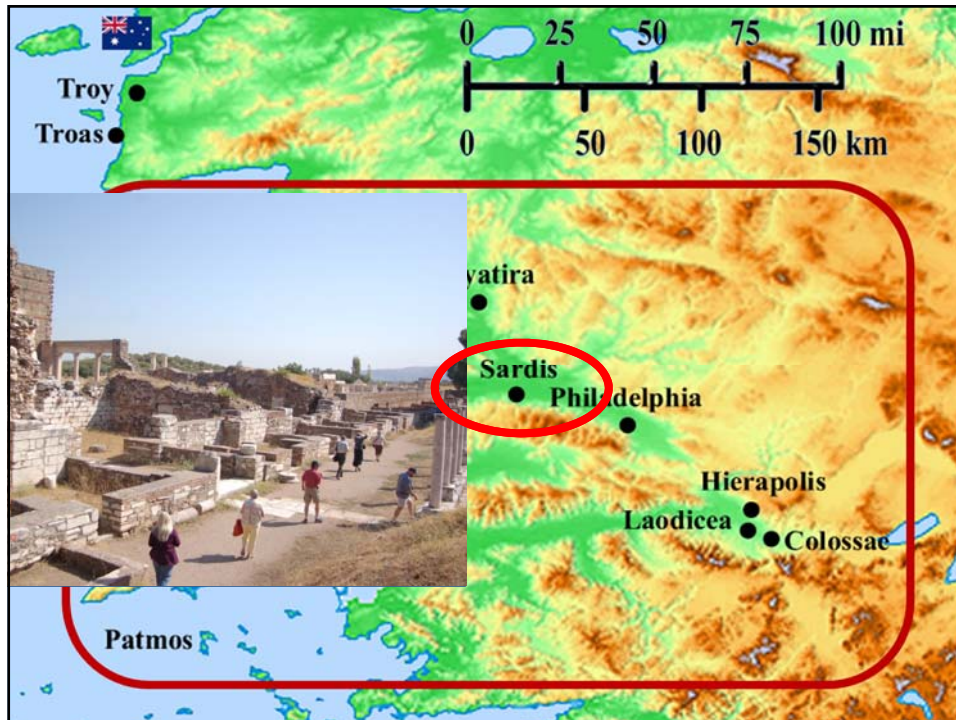 0 25 50 75 100 mi
Troy
Troas
0 50 100 150 km
yatira
Sardis
Philadelphia
Hierapolis
Laodicea
Colossae
Patmos